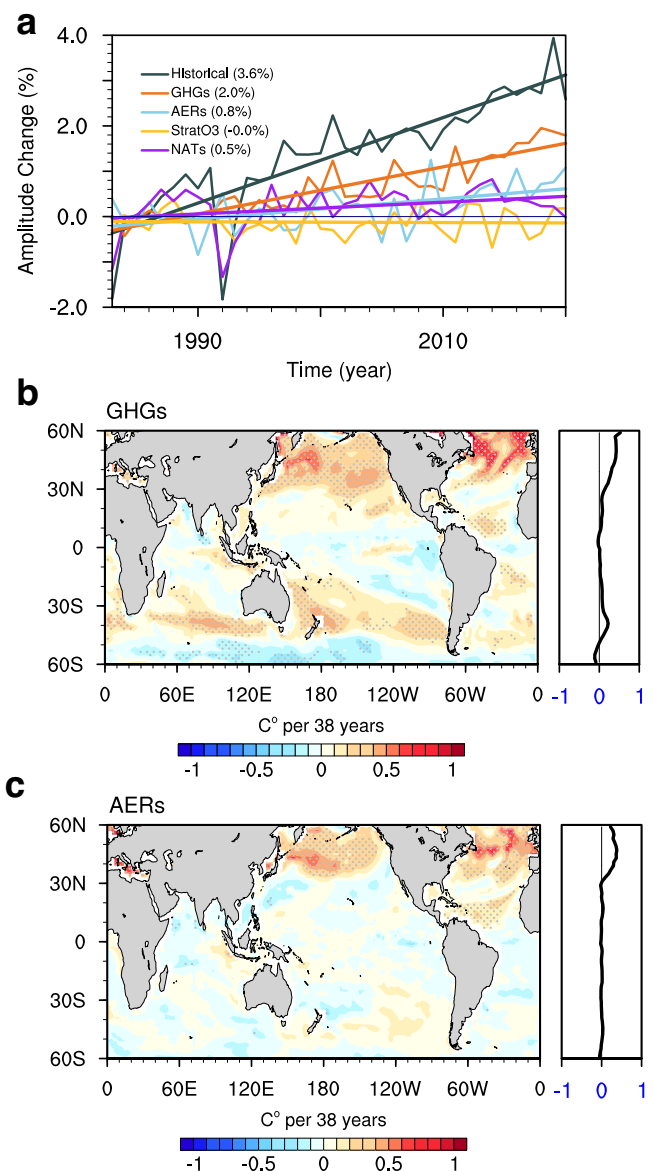 a
4.0
2.0
0.0
-2.0
Amplitude Change (%)
Historical (3.6%)
GHGs (2.0%)
AERs (0.8%)
StratO3 (-0.0%)
NATs (0.5%)
1990 2010
Time (year)
b
GHGs
60N
30N
0
30S
60S
0 60E 120E 180 120W 60W 0
-1 0 1
C° per 38 years
-1 -0.5 0 0.5 1
c
AERs
60N
30N
0
30S
60S
0 60E 120E 180 120W 60W 0
-1 0 1
C° per 38 years
-1 -0.5 0 0.5 1